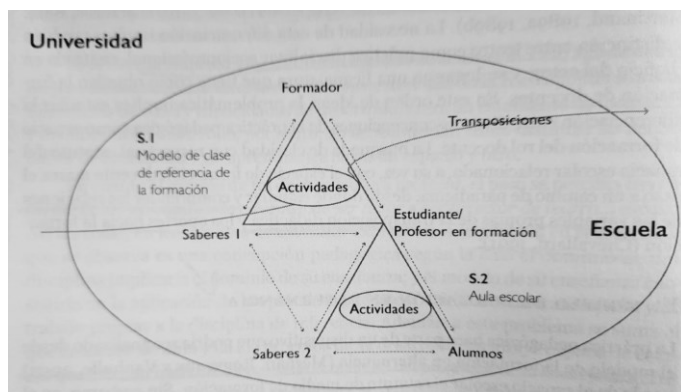 Universidad
Formador
Transposiciones
S.1
Modelo de clase
de referencia de
la formación
Actividades
Estudiante/
Profesor en formación
Saberes 1
Escuela
S.2
Aula escolar
Actividades
Saberes 2
Alumnos